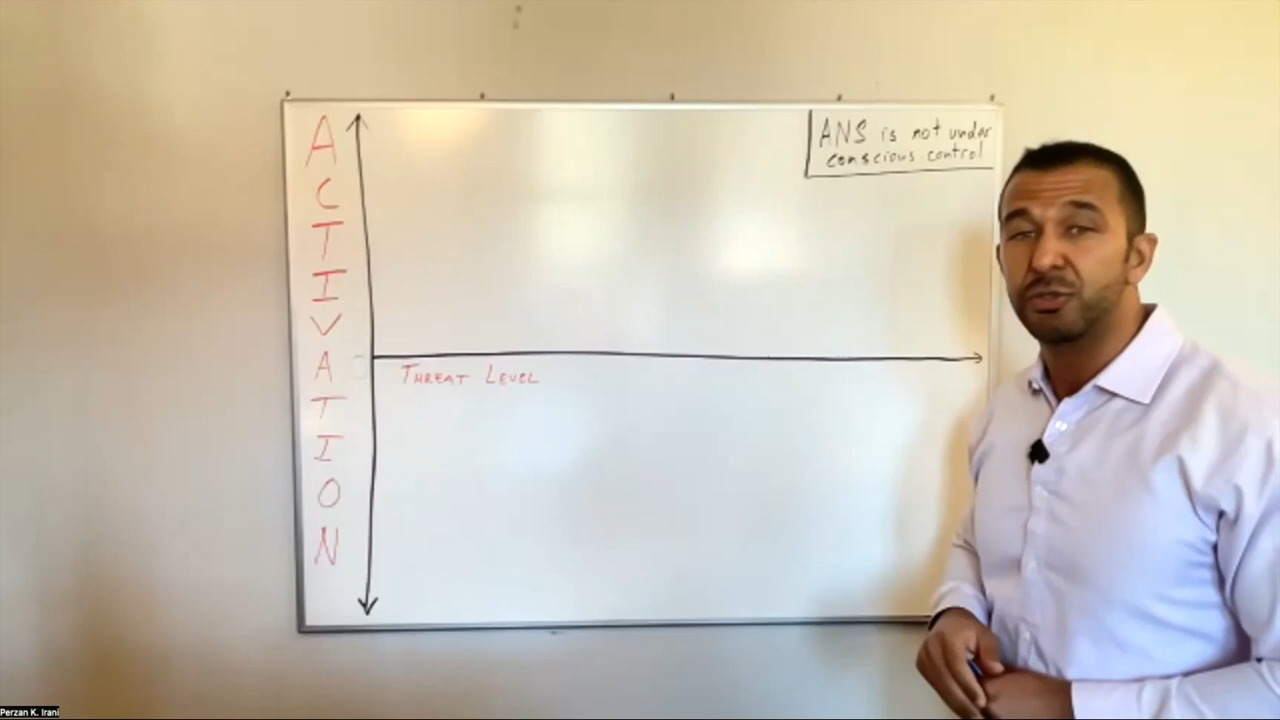 ACTIVATION
ANS is not under
conscious control
THREAT LEVEL
Perzan K. Irani